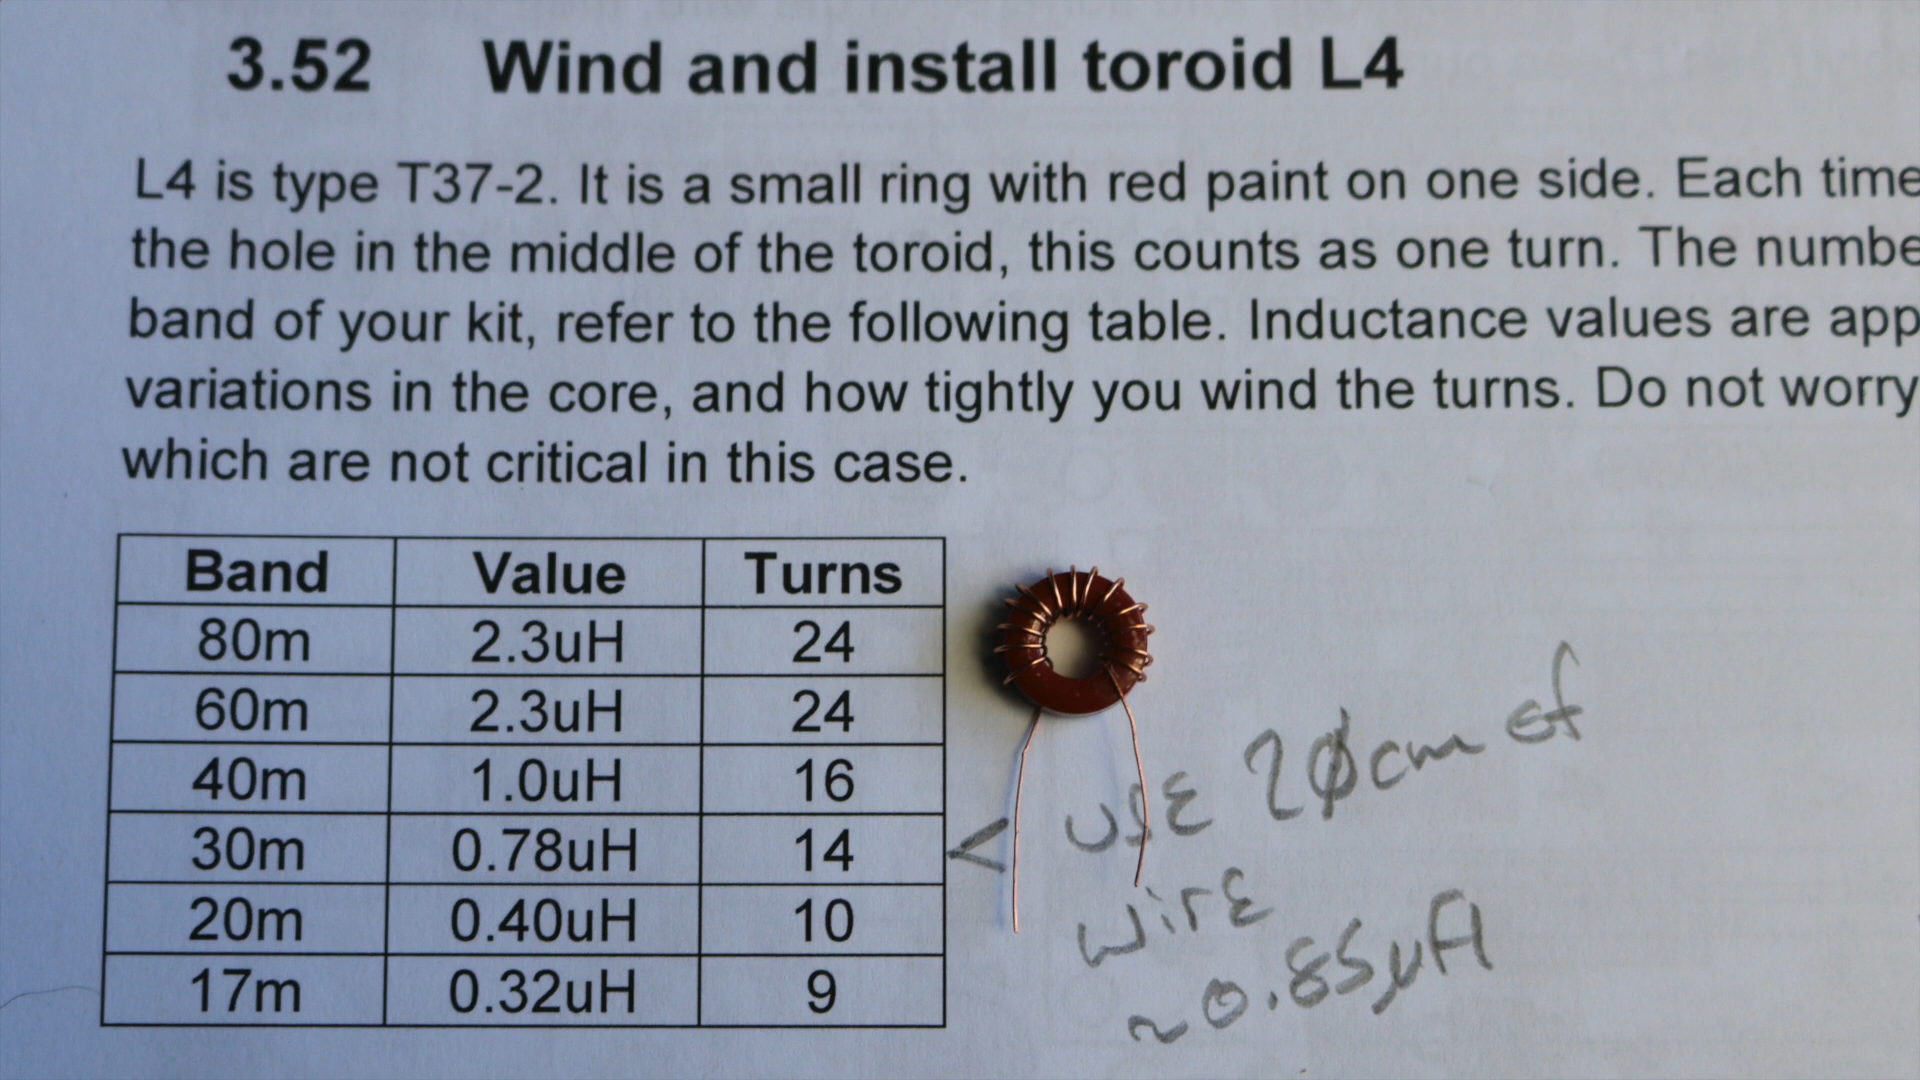 3.52 Wind and install toroid L4
L4 is type T37-2. It is a small ring with red paint on one side. Each time
the hole in the middle of the toroid, this counts as one turn. The numbe
band of your kit, refer to the following table. Inductance values are app
variations in the core, and how tightly you wind the turns. Do not worry
which are not critical in this case.
Band Value Turns
80m 2.3uH 24
60m 2.3uH 24
40m 1.0uH 16
30m 0.78uH 14
20m 0.40uH 10
17m 0.32uH 9
< USE 20cm of
wirE
~0.85µH